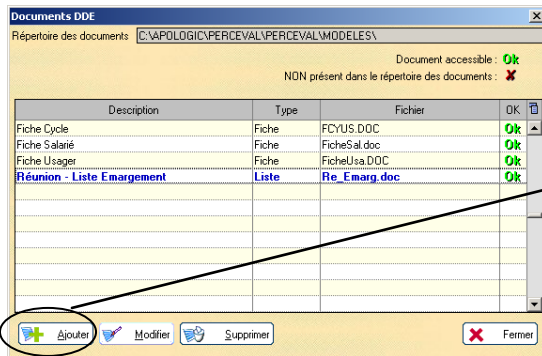 Documents DDE
Répertoire des documents C:\APOLOGIC\PERCEVAL\PERCEVAL\MODELES\
Document accessible : Ok
NON présent dans le répertoire des documents :
Description Type Fichier OK
Fiche Cycle Fiche FCYUS.DOC Ok
Fiche Salarié Fiche FicheSal.doc Ok
Fiche Usager Fiche FicheUsa.DOC Ok
Réunion - Liste Emargement Liste Re_Emarg.doc Ok
Ajouter Modifier Supprimer Fermer